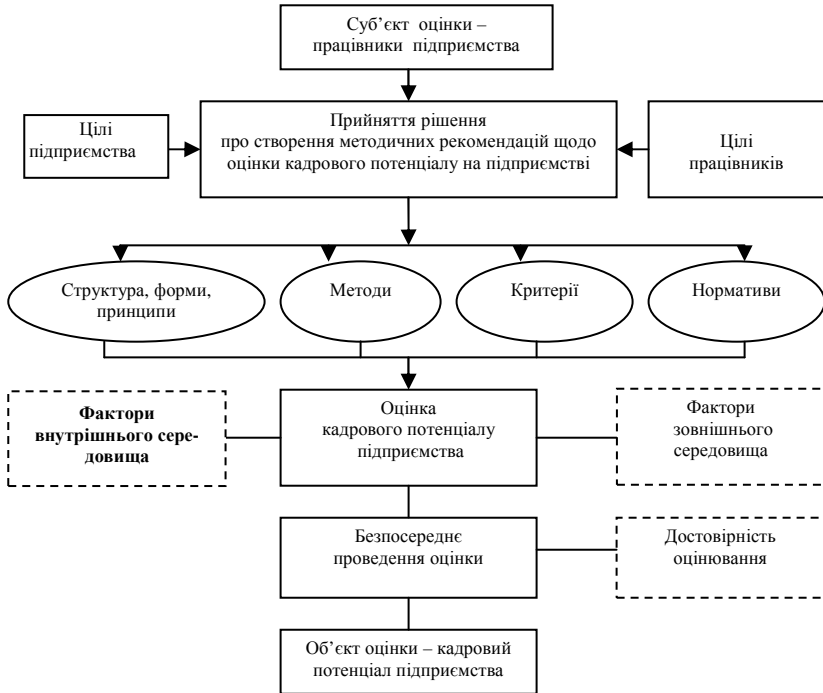 Суб’єкт оцінки –
працівники підприємства
Цілі
підприємства
Прийняття рішення
про створення методичних рекомендацій щодо
оцінки кадрового потенціалу на підприємстві
Цілі
працівників
Структура, форми,
принципи
Методи
Критерії
Нормативи
Фактори
внутрішнього сере-
довища
Оцінка
кадрового потенціалу
підприємства
Фактори
зовнішнього
середовища
Безпосереднє
проведення оцінки
Достовірність
оцінювання
Об’єкт оцінки – кадровий
потенціал підприємства